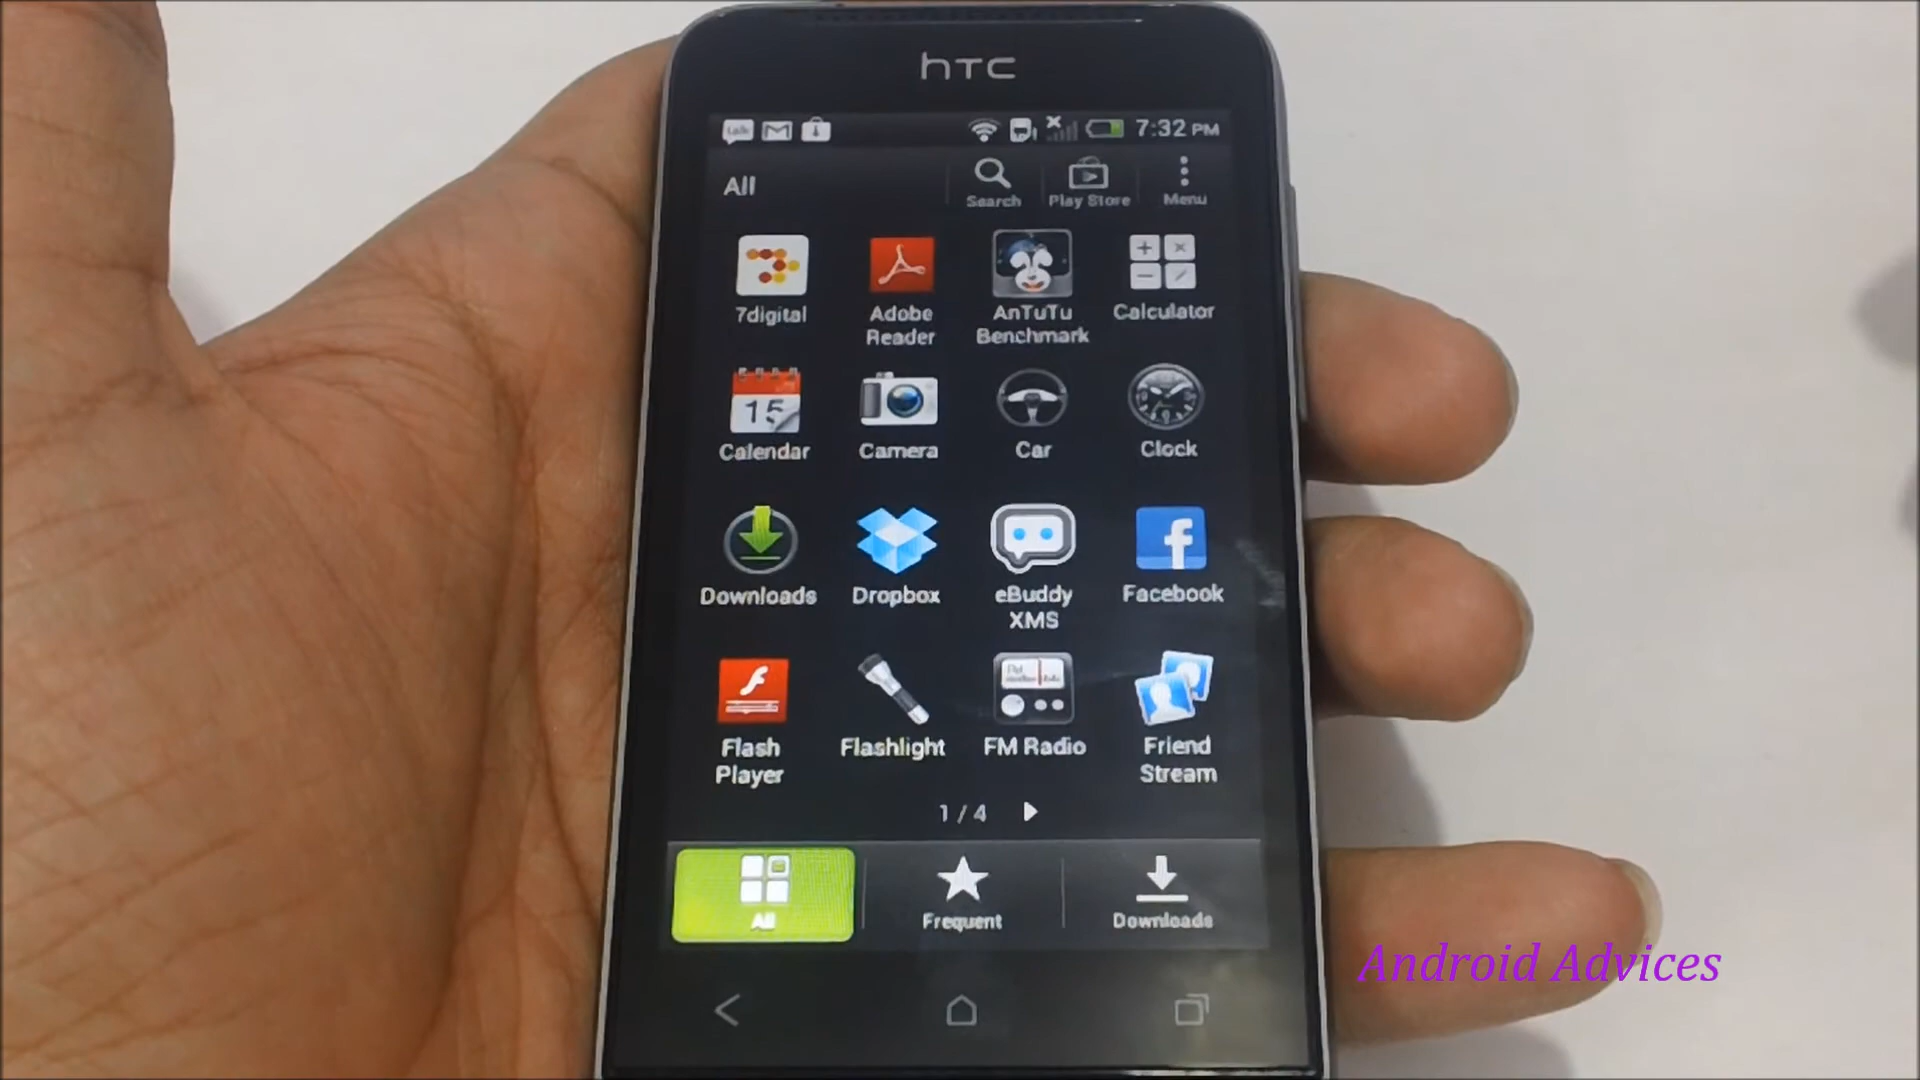 hTC
talk
7:32 PM
All
Search
Play Store
Menu
7digital
Adobe
Reader
AnTuTu
Benchmark
Calculator
15
Calendar
Camera
Car
Clock
Downloads
Dropbox
eBuddy
XMS
Facebook
Flash
Player
Flashlight
FM Radio
Friend
Stream
1 / 4
All
Frequent
Downloads
Android Advices